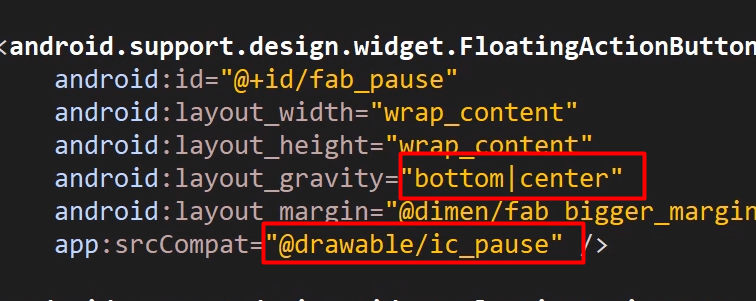 <android.support.design.widget.FloatingActionButton
android:id="@+id/fab_pause"
android:layout_width="wrap_content"
android:layout_height="wrap_content"
android:layout_gravity="bottom|center"
android:layout_margin="@dimen/fab_bigger_margin
app:srcCompat="@drawable/ic_pause" />